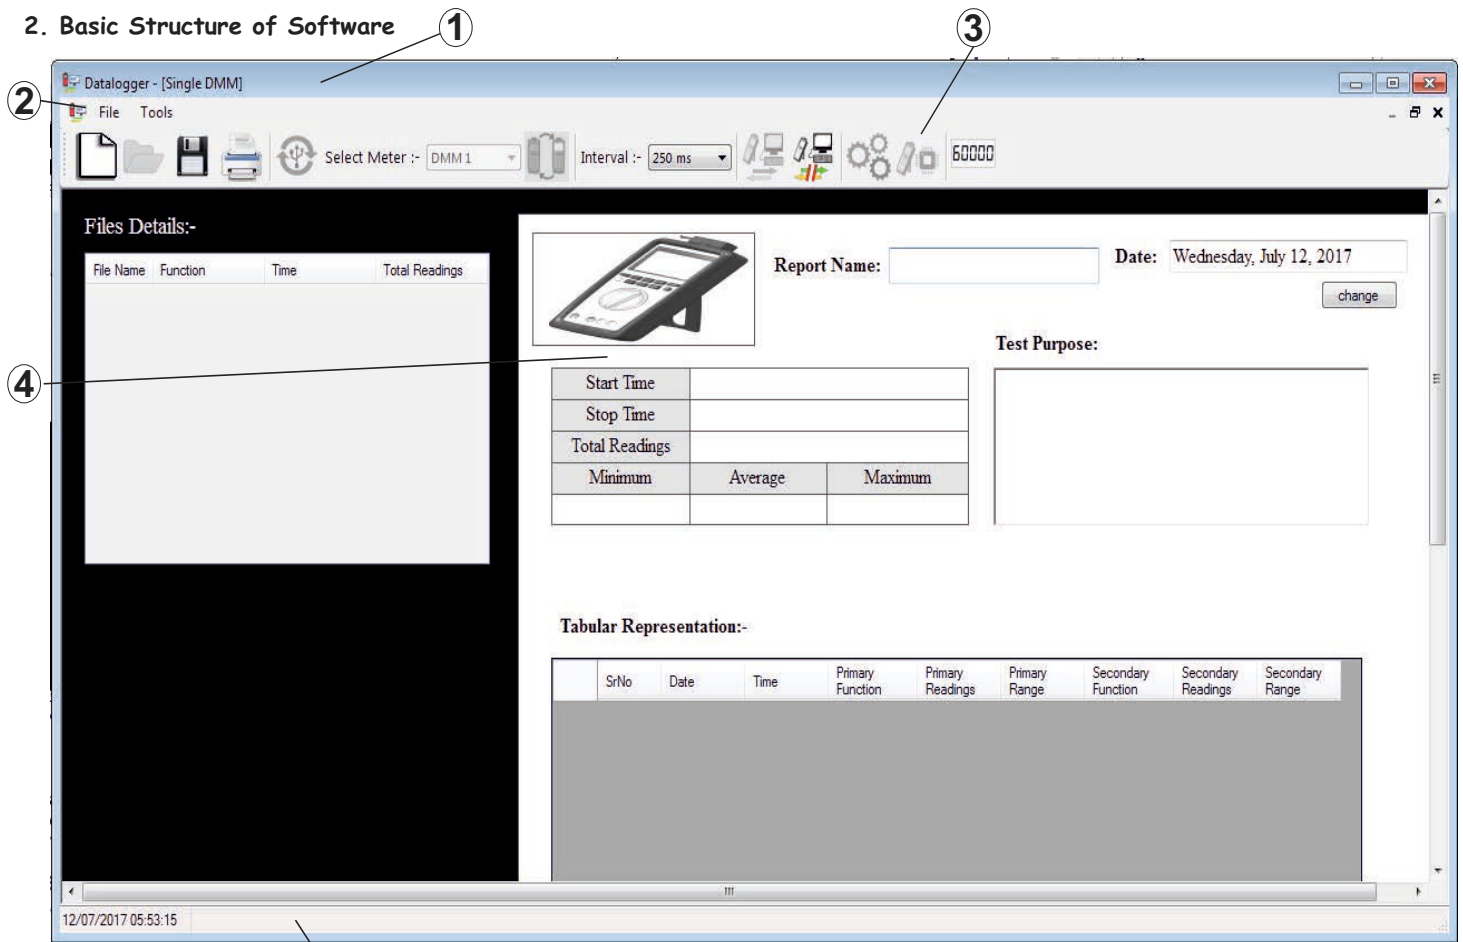 2. Basic Structure of Software
1
3
Datalogger - [Single DMM]
2
File Tools
Select Meter :- DMM 1 Interval :- 250 ms 60000
Files Details:-
File Name Function Time Total Readings
Report Name: Date: Wednesday, July 12, 2017
change
Test Purpose:
4
Start Time
Stop Time
Total Readings
Minimum Average Maximum
Tabular Representation:-
SrNo Date Time Primary Function Primary Readings Primary Range Secondary Function Secondary Readings Secondary Range
12/07/2017 05:53:15